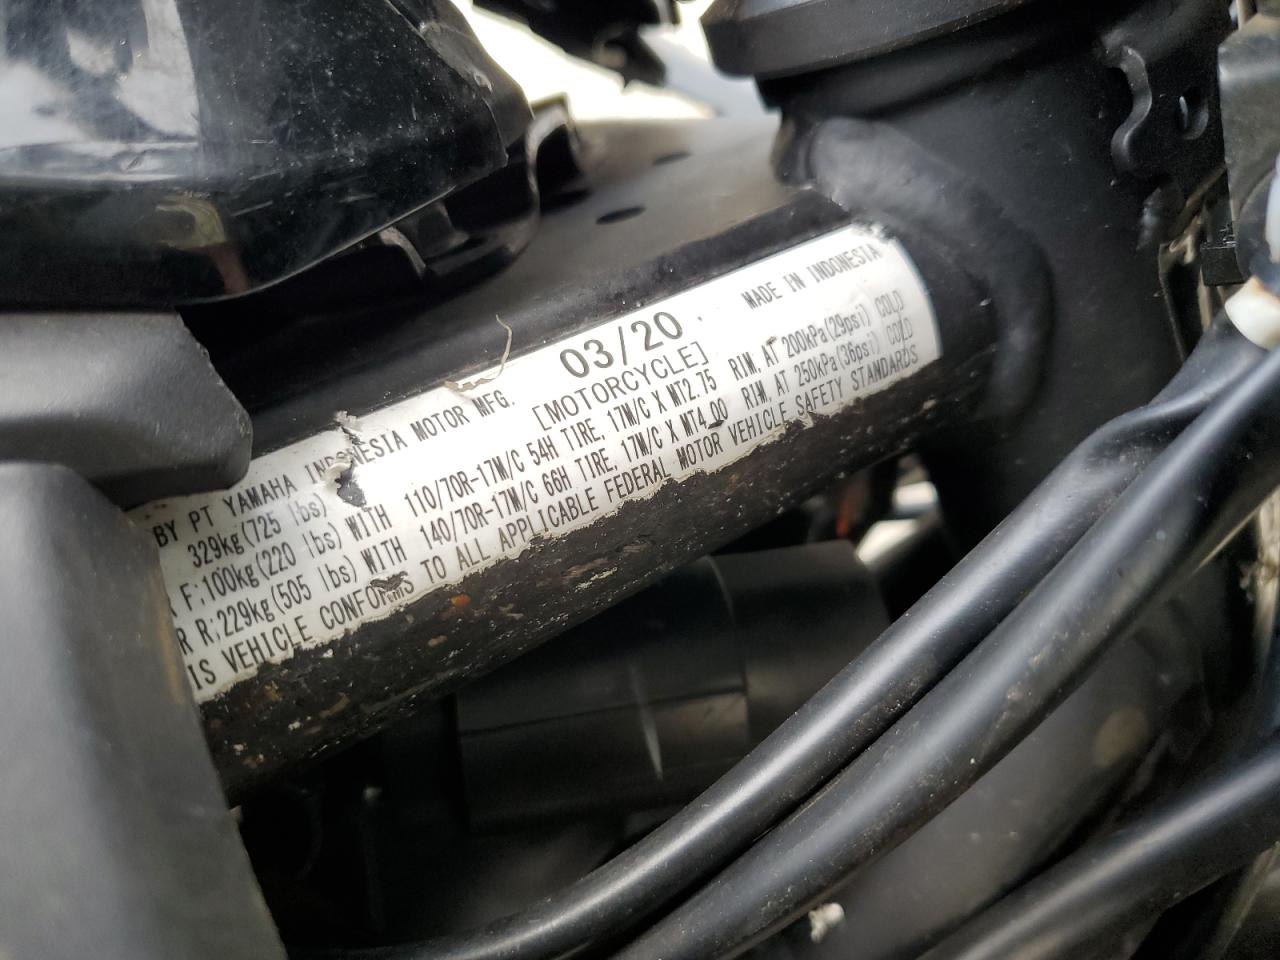 BY PT YAMAHA INDONESIA MOTOR MFG. 03/20 MADE IN INDONESIA
329kg(725 lbs) [MOTORCYCLE]
F;100kg(220 lbs) WITH 110/70R-17M/C 54H TIRE, 17M/C X MT2.75 RIM, AT 200kPa(29psi) COLD
R R;229kg(505 lbs) WITH 140/70R-17M/C 66H TIRE, 17M/C X MT4.00 RIM, AT 250kPa(36psi) COLD
IS VEHICLE CONFORMS TO ALL APPLICABLE FEDERAL MOTOR VEHICLE SAFETY STANDARDS